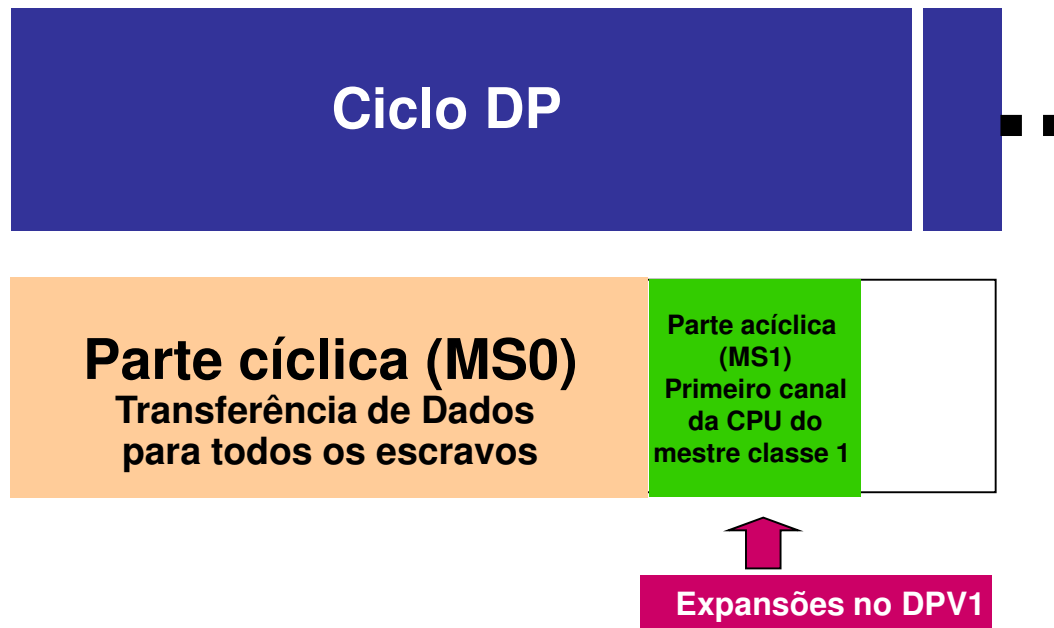 Ciclo DP
Parte cíclica (MS0)
Transferência de Dados
para todos os escravos
Parte acíclica
(MS1)
Primeiro canal
da CPU do
mestre classe 1
Expansões no DPV1